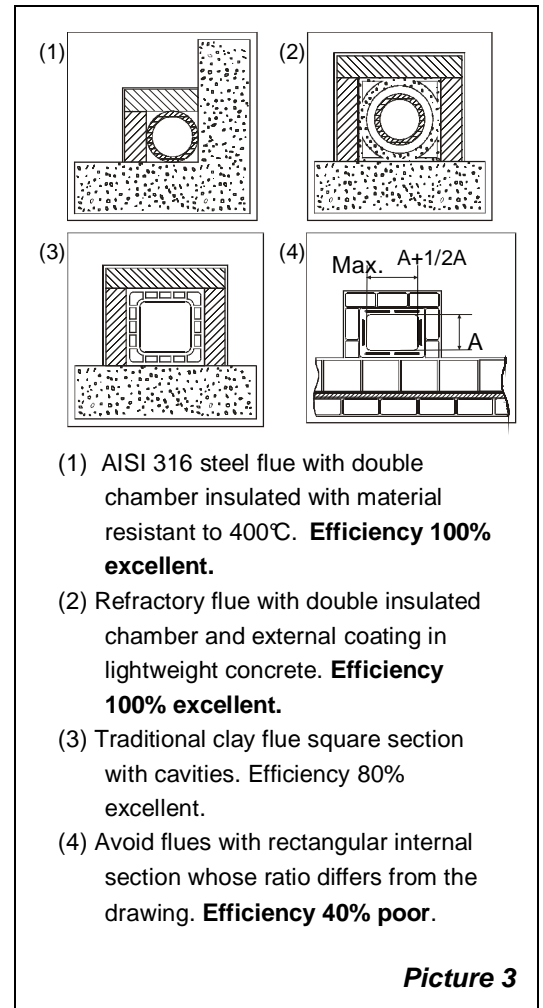 (1)
(2)
(3)
(4)
Max. A+1/2A
A
(1) AISI 316 steel flue with double
chamber insulated with material
resistant to 400℃. Efficiency 100%
excellent.
(2) Refractory flue with double insulated
chamber and external coating in
lightweight concrete. Efficiency
100% excellent.
(3) Traditional clay flue square section
with cavities. Efficiency 80%
excellent.
(4) Avoid flues with rectangular internal
section whose ratio differs from the
drawing. Efficiency 40% poor.
Picture 3